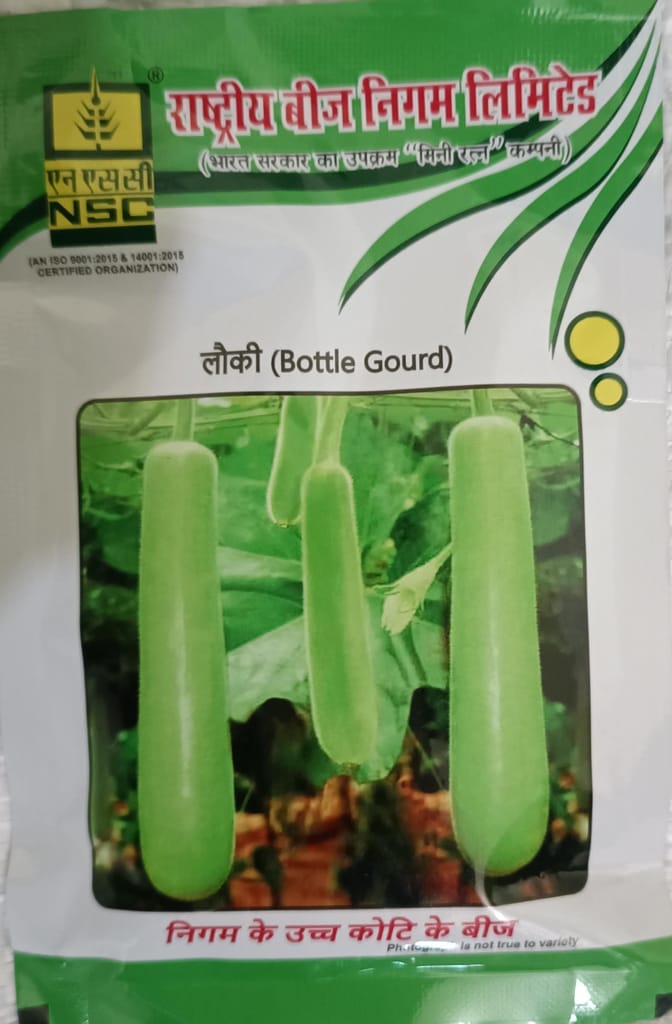 ®
राष्ट्रीय बीज निगम लिमिटेड
(भारत सरकार का उपक्रम "मिनी रत्न" कम्पनी)
एन एस सी
NSC
(AN ISO 9001:2015 & 14001:2015
CERTIFIED ORGANIZATION)
लौकी (Bottle Gourd)
निगम के उच्च कोटि के बीज
is not true to variety